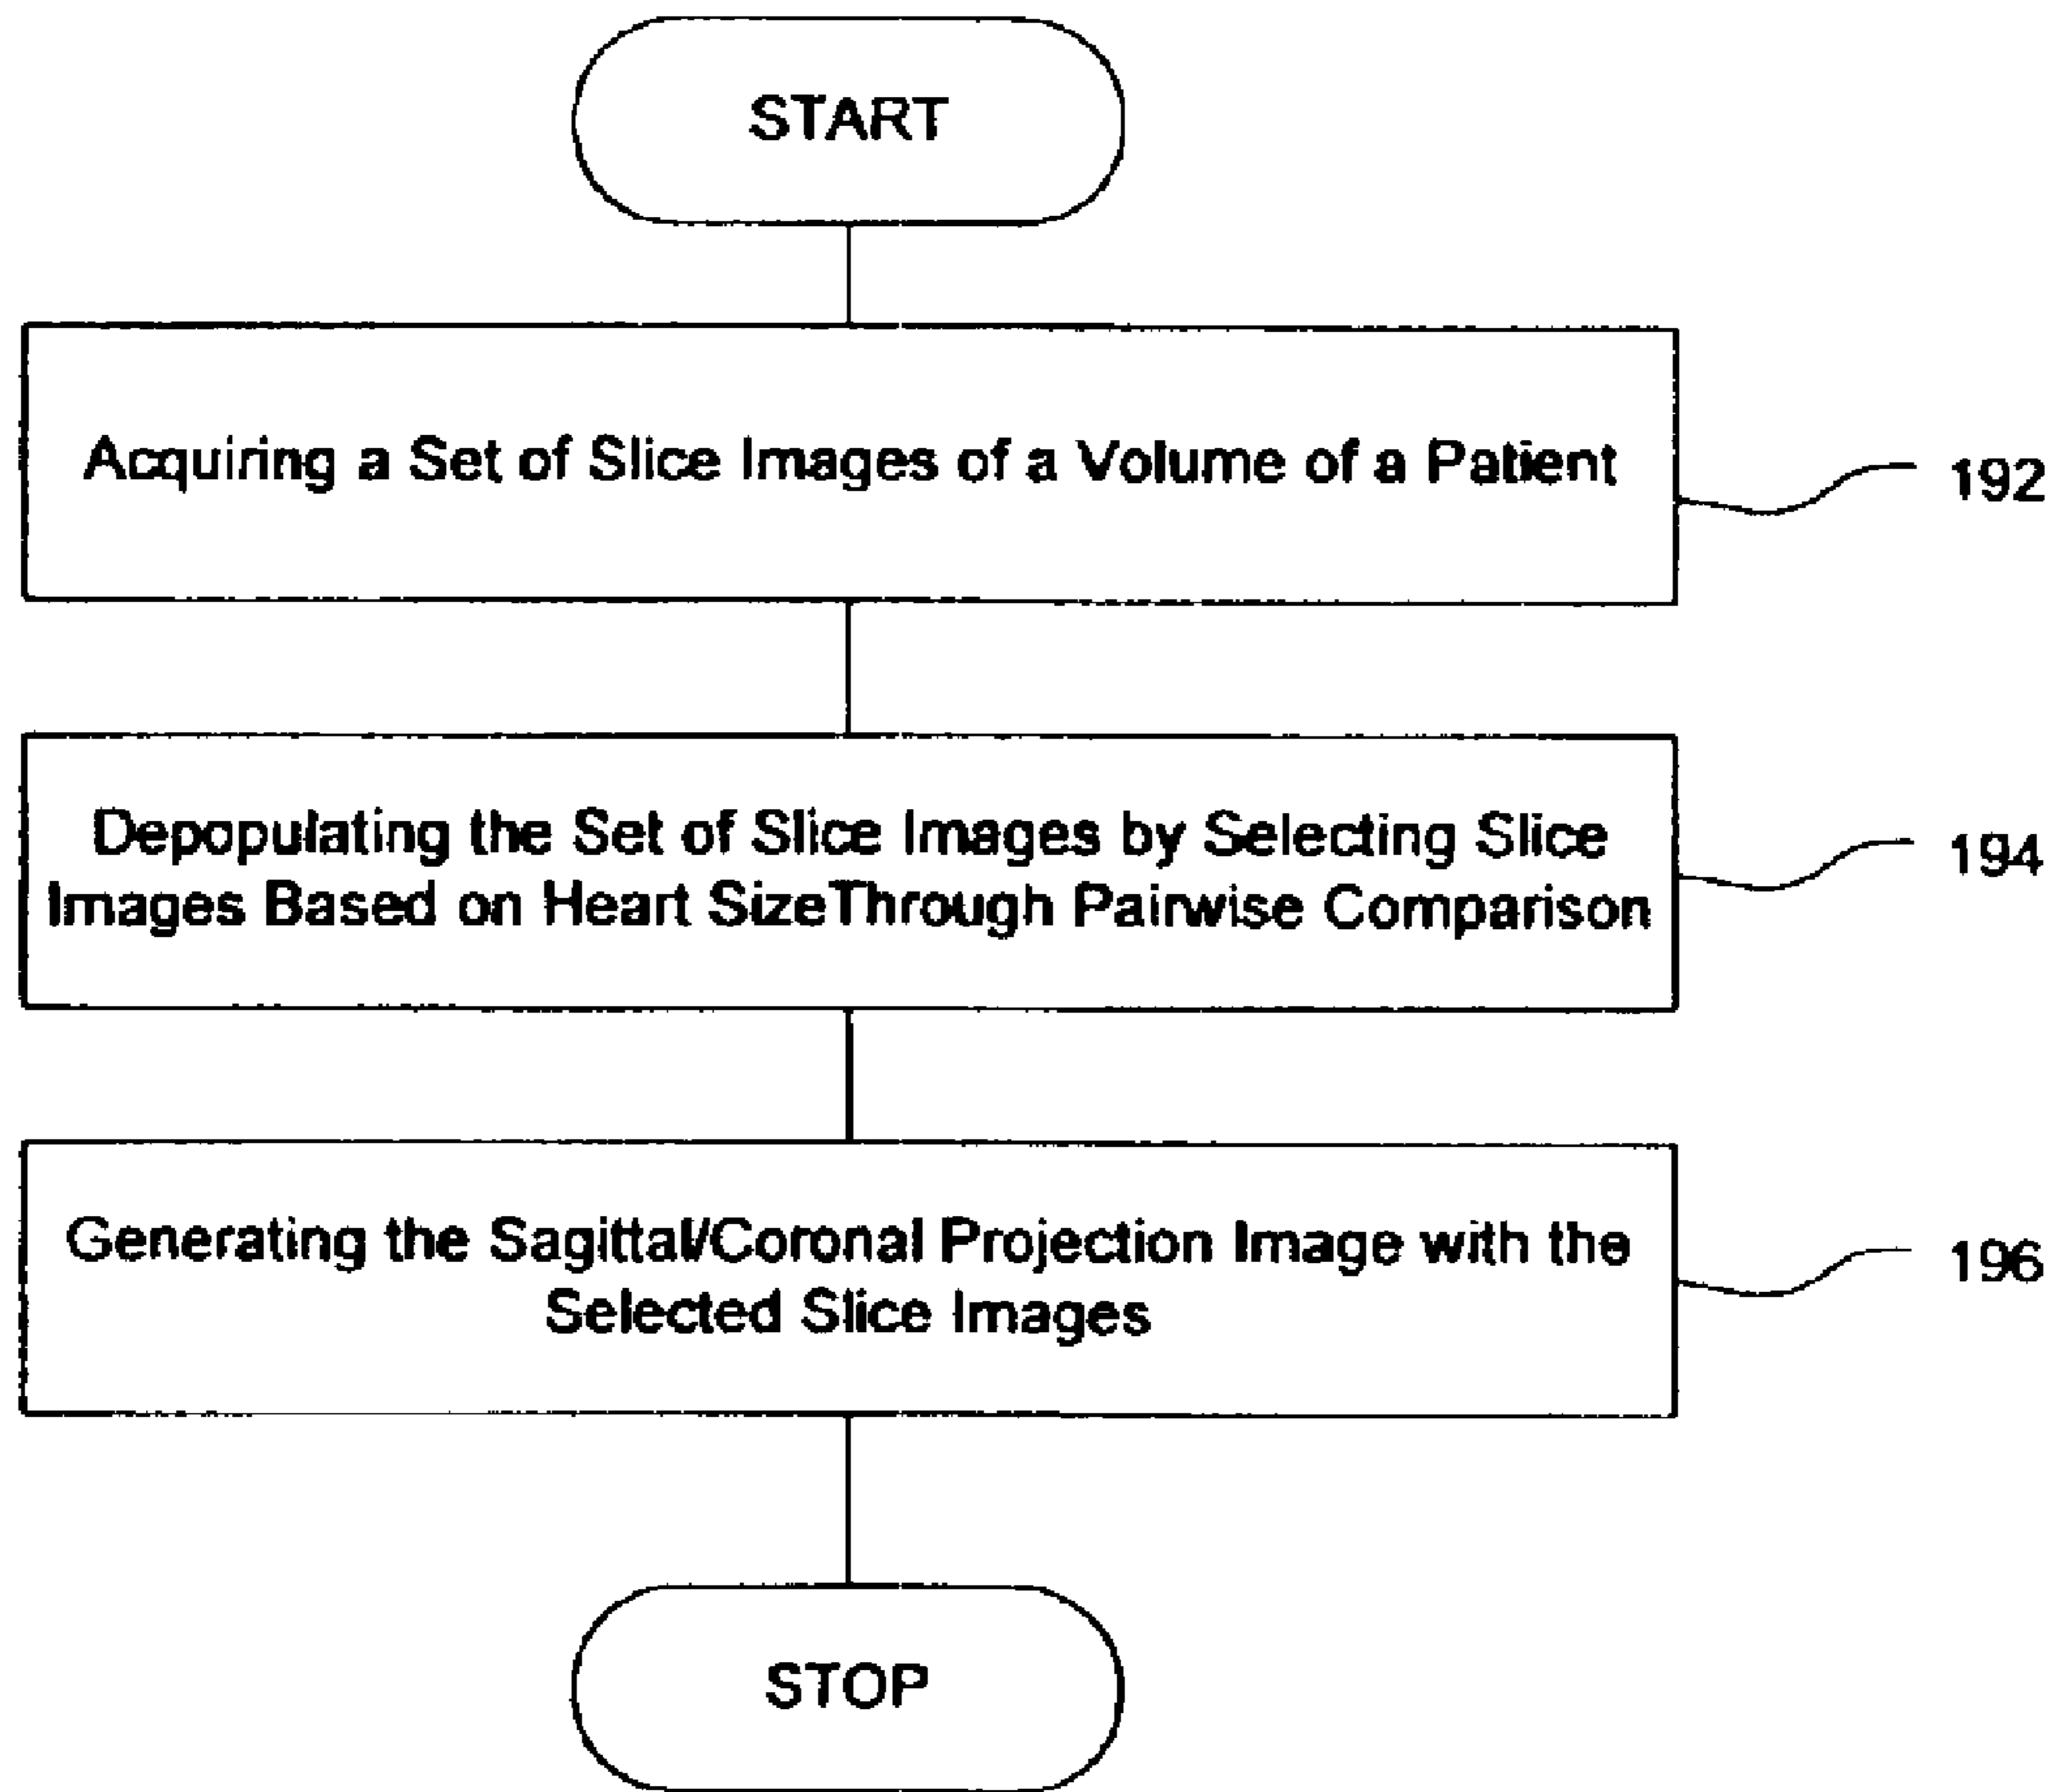 START
Acquiring a Set of Slice Images of a Volume of a Patient
192
Depopulating the Set of Slice Images by Selecting Slice
Images Based on Heart SizeThrough Pairwise Comparison
194
Generating the Sagittal/Coronal Projection Image with the
Selected Slice Images
196
STOP